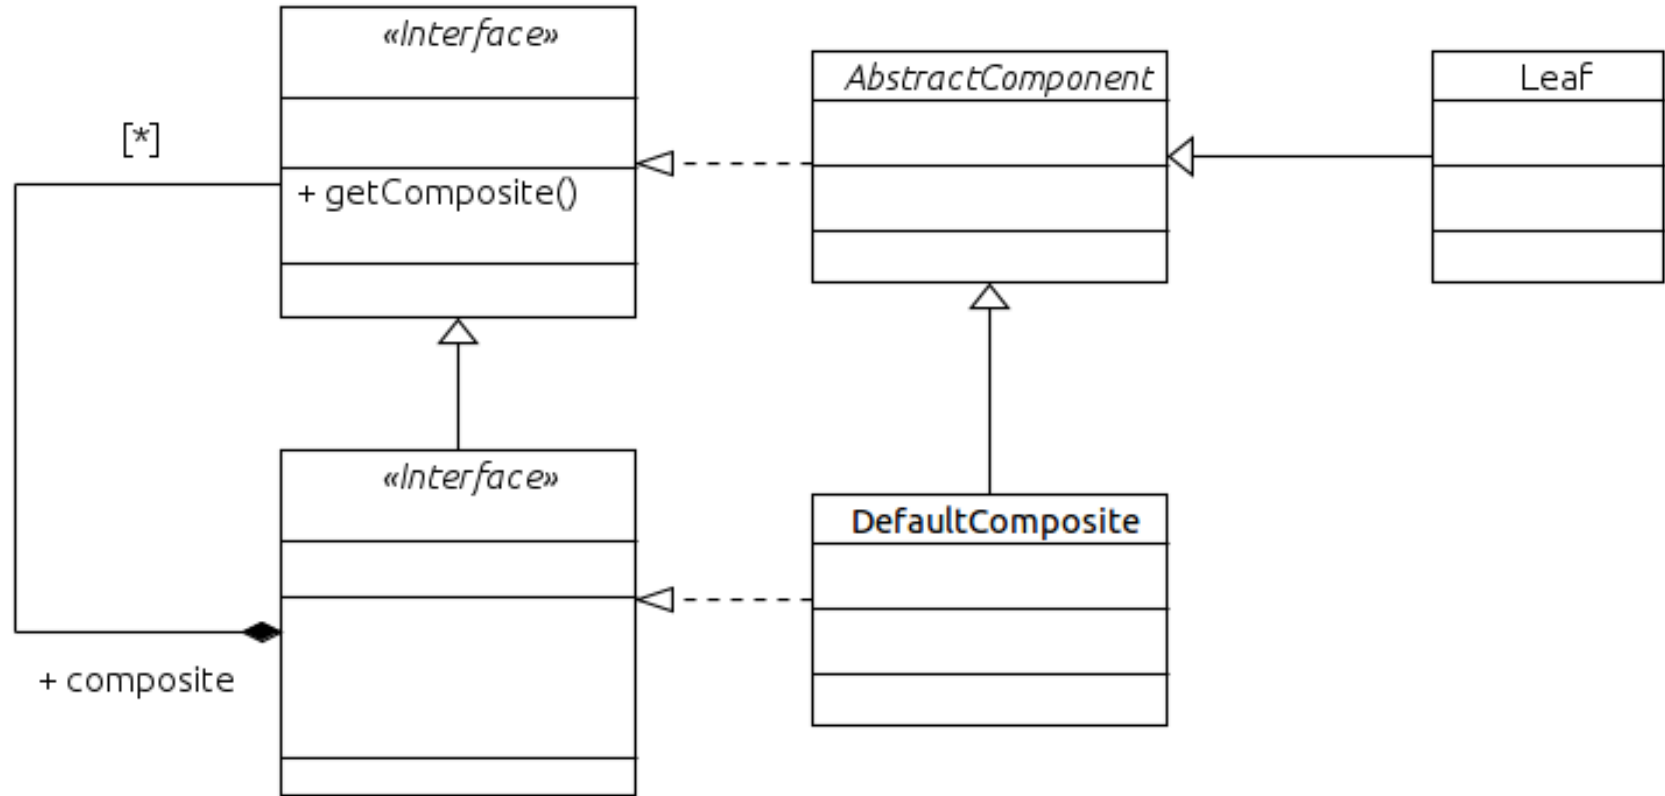 «Interface»
AbstractComponent
Leaf
[*]
+ getComposite()
«Interface»
DefaultComposite
+ composite